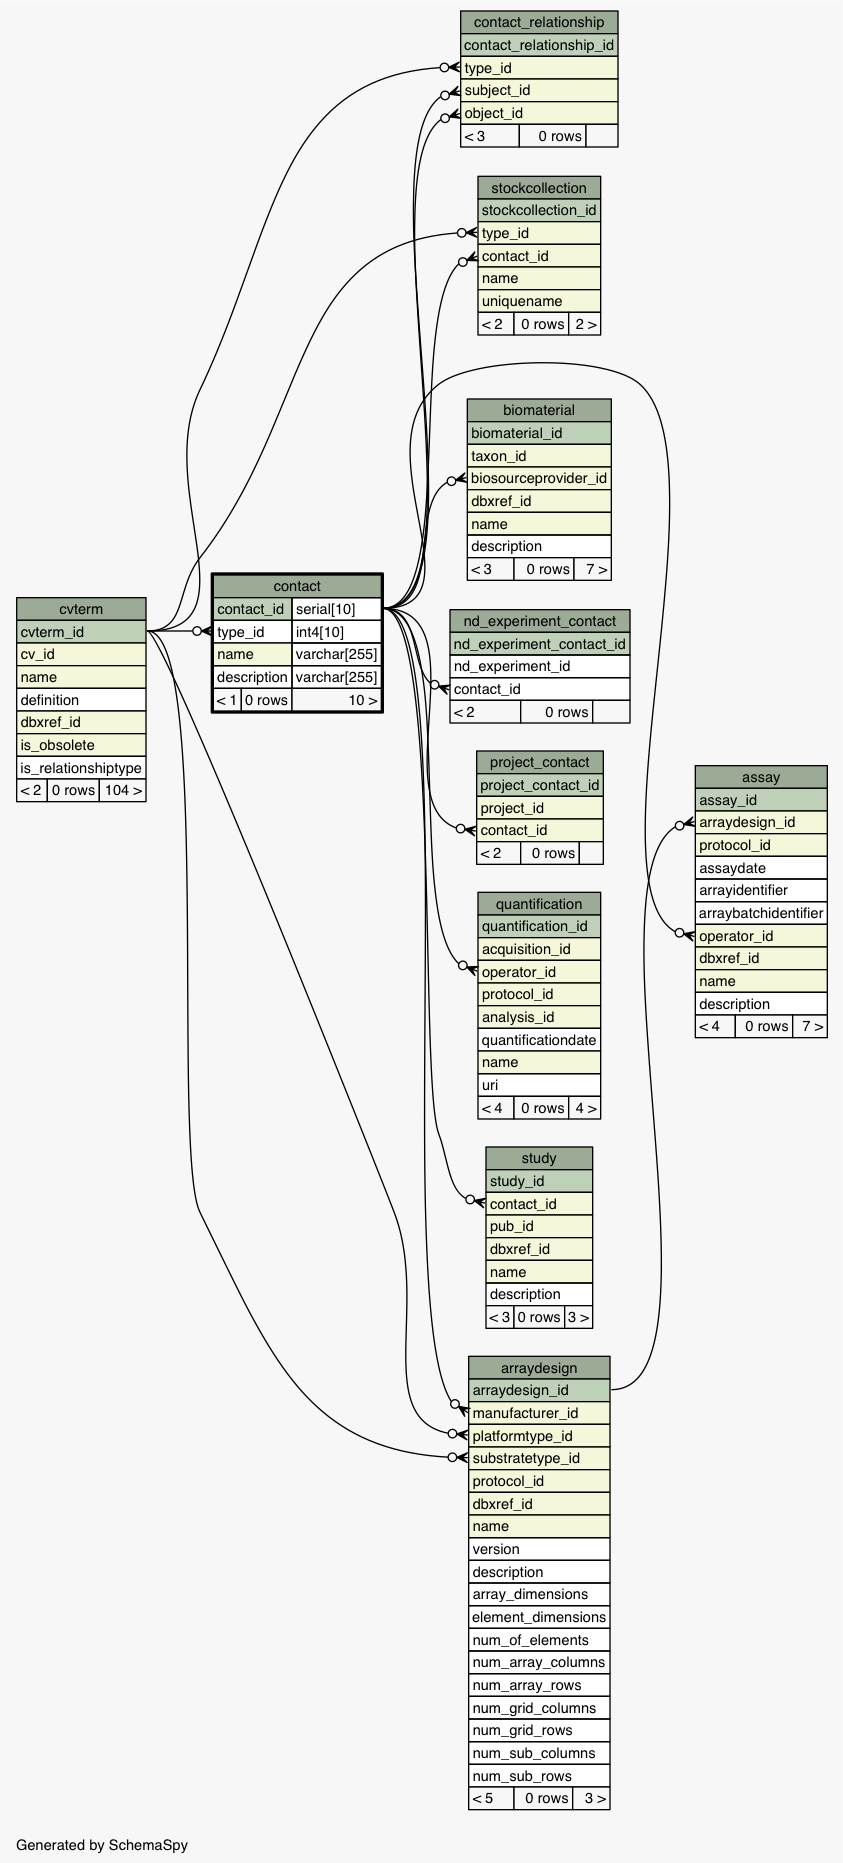 contact_relationship
contact_relationship_id
type_id
subject_id
object_id
< 3 0 rows
stockcollection
stockcollection_id
type_id
contact_id
name
uniquename
< 2 0 rows 2 >
biomaterial
biomaterial_id
taxon_id
biosourceprovider_id
dbxref_id
name
description
< 3 0 rows 7 >
contact
contact_id serial[10]
type_id int4[10]
name varchar[255]
description varchar[255]
< 1 0 rows 10 >
cvterm
cvterm_id
cv_id
name
definition
dbxref_id
is_obsolete
is_relationshiptype
< 2 0 rows 104 >
nd_experiment_contact
nd_experiment_contact_id
nd_experiment_id
contact_id
< 2 0 rows
project_contact
project_contact_id
project_id
contact_id
< 2 0 rows
assay
assay_id
arraydesign_id
protocol_id
assaydate
arrayidentifier
arraybatchidentifier
operator_id
dbxref_id
name
description
< 4 0 rows 7 >
quantification
quantification_id
acquisition_id
operator_id
protocol_id
analysis_id
quantificationdate
name
uri
< 4 0 rows 4 >
study
study_id
contact_id
pub_id
dbxref_id
name
description
< 3 0 rows 3 >
arraydesign
arraydesign_id
manufacturer_id
platformtype_id
substratetype_id
protocol_id
dbxref_id
name
version
description
array_dimensions
element_dimensions
num_of_elements
num_array_columns
num_array_rows
num_grid_columns
num_grid_rows
num_sub_columns
num_sub_rows
< 5 0 rows 3 >
Generated by SchemaSpy